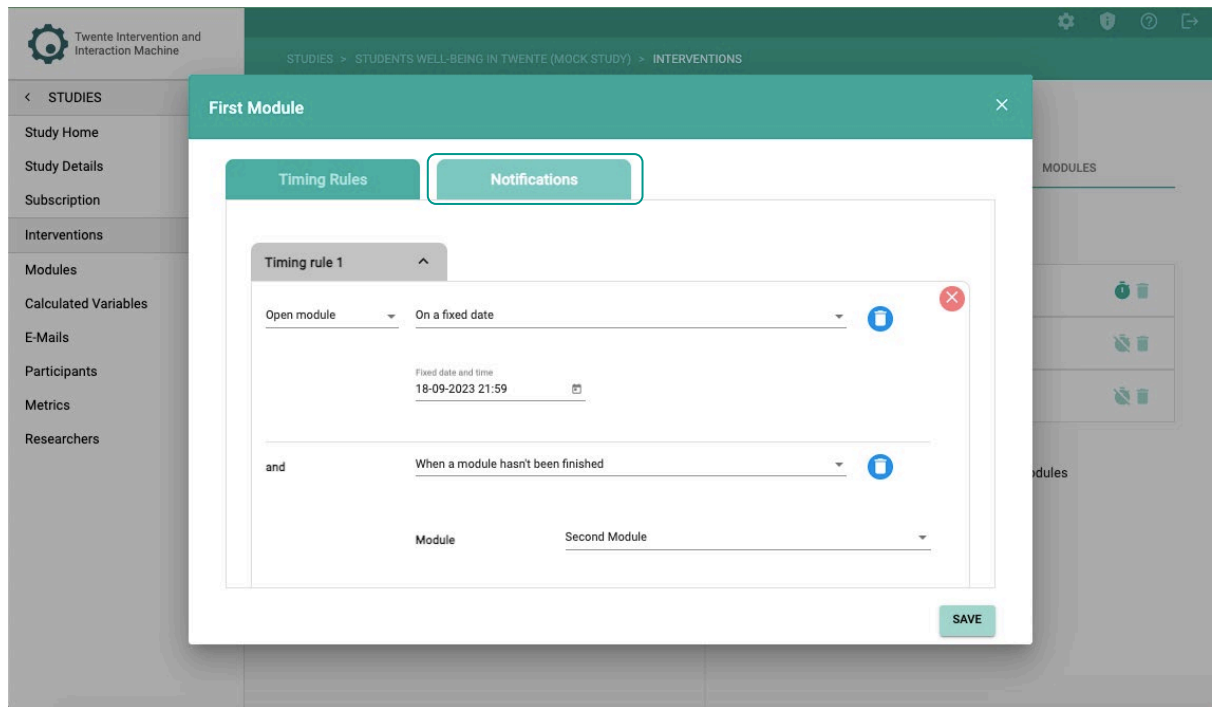 Twente Intervention and
Interaction Machine
STUDIES > STUDENTS WELL-BEING IN TWENTE (MOCK STUDY) > INTERVENTIONS
< STUDIES
Study Home
Study Details
Subscription
Interventions
Modules
Calculated Variables
E-Mails
Participants
Metrics
Researchers
First Module
Timing Rules
Notifications
MODULES
Timing rule 1
Open module
On a fixed date
Fixed date and time
18-09-2023 21:59
and
When a module hasn't been finished
Module
Second Module
odules
SAVE